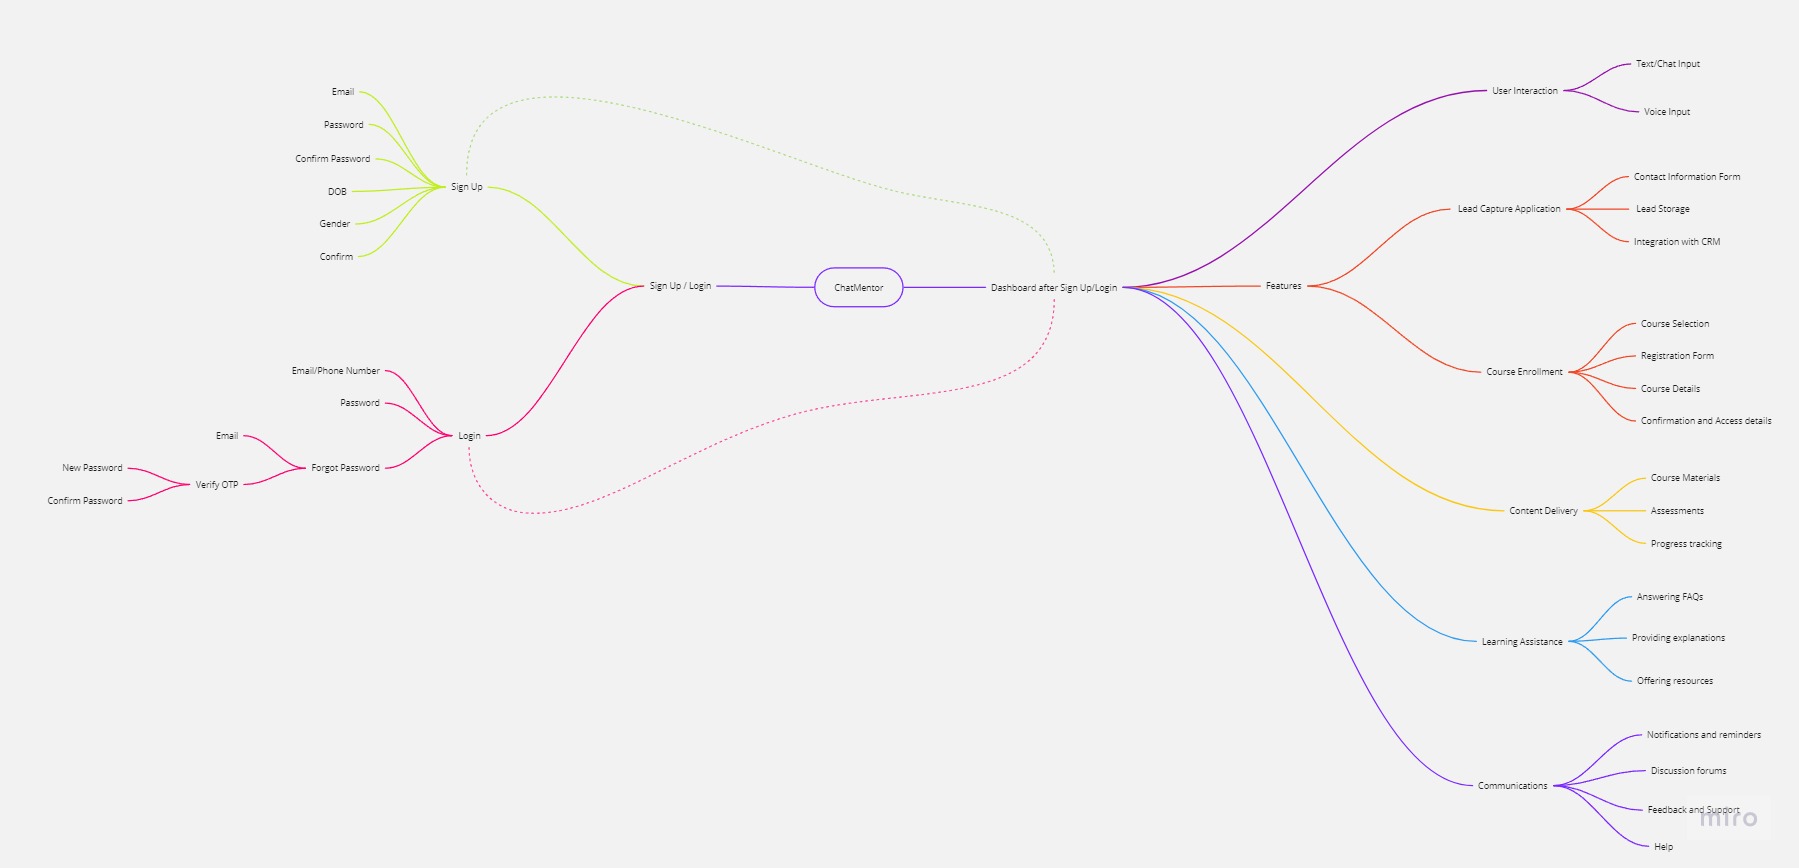 Email
Password
Confirm Password
DOB
Gender
Confirm
Sign Up
Sign Up / Login
Email/Phone Number
Password
Login
Email
Forgot Password
New Password
Verify OTP
Confirm Password
ChatMentor
Dashboard after Sign Up/Login
User Interaction
Text/Chat Input
Voice Input
Features
Lead Capture Application
Contact Information Form
Lead Storage
Integration with CRM
Course Enrollment
Course Selection
Registration Form
Course Details
Confirmation and Access details
Content Delivery
Course Materials
Assessments
Progress tracking
Learning Assistance
Answering FAQs
Providing explanations
Offering resources
Communications
Notifications and reminders
Discussion forums
Feedback and Support
Help
miro